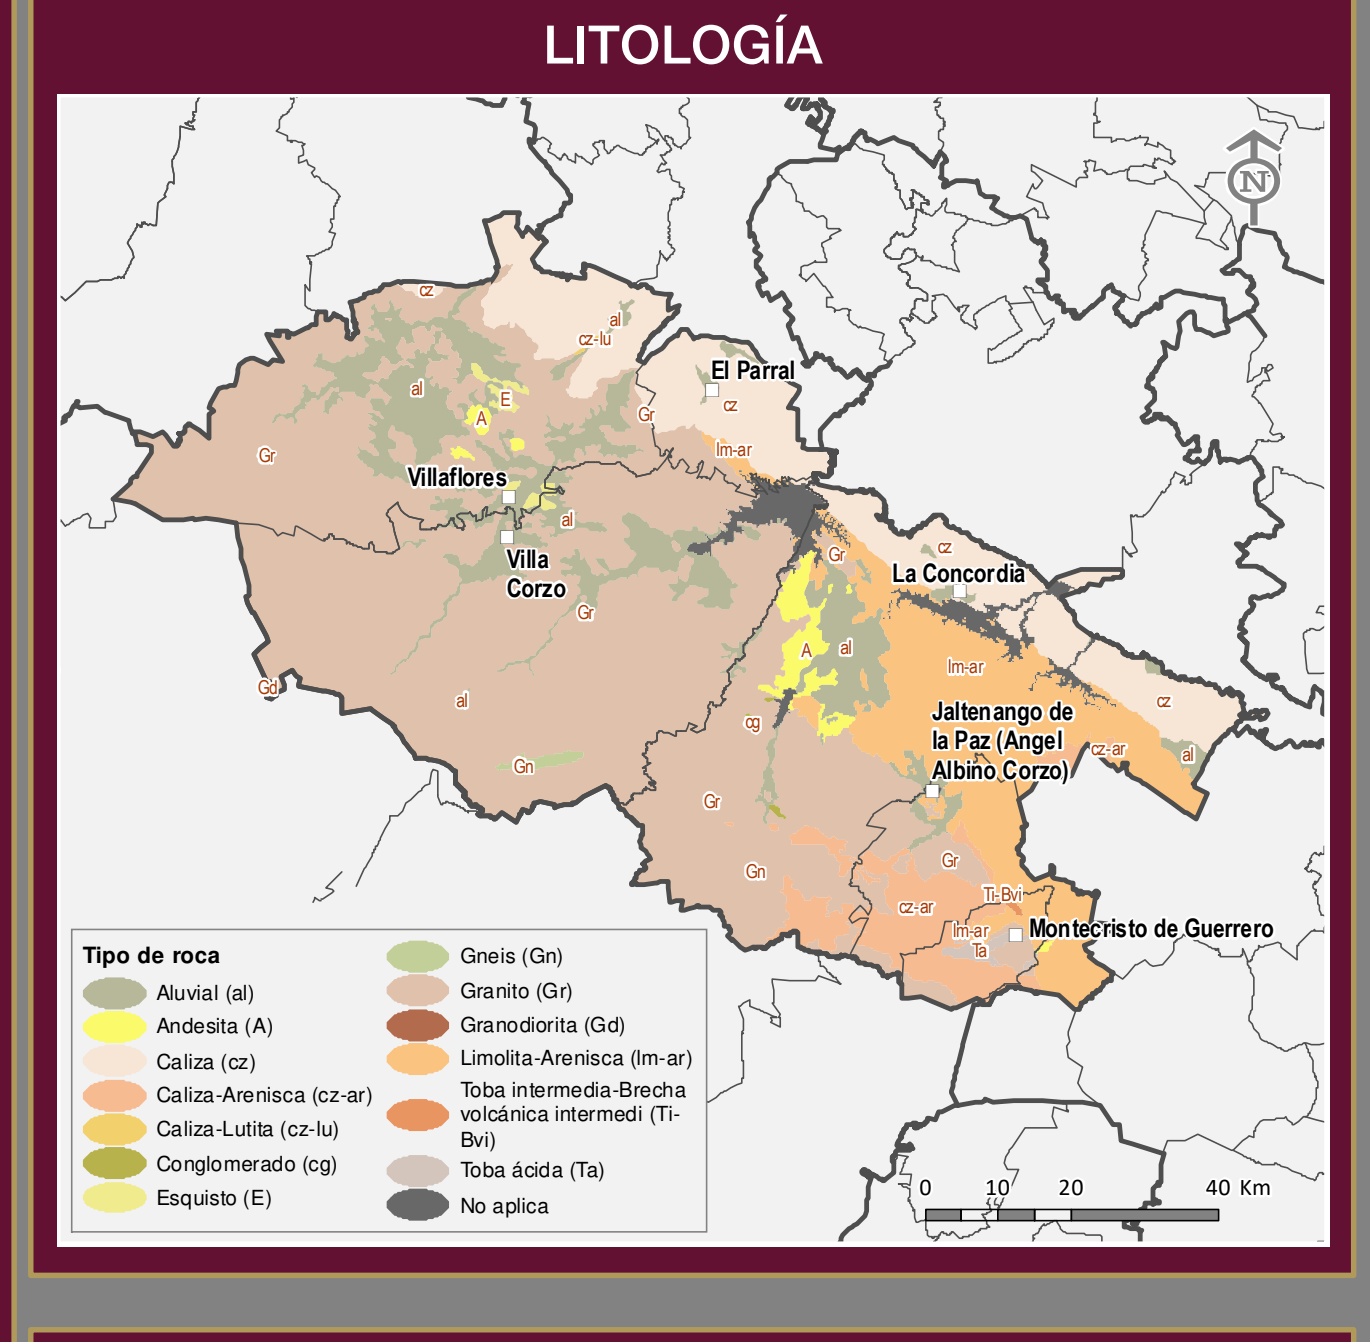 LITOLOGÍA
N
cz
al
cz-lu
El Parral
al
E
A
Gr
cz
Gr
lm-ar
Villaflores
al
Villa
Corzo
Gr
cz
La Concordia
Gr
A
al
lm-ar
Gd
al
cg
cz
Jaltenango de
la Paz (Angel
Albino Corzo)
cz-ar
al
Gn
Gr
Gn
Gr
Ti-Bvi
cz-ar
lm-ar
Ta
Montecristo de Guerrero
Tipo de roca
Aluvial (al)
Andesita (A)
Caliza (cz)
Caliza-Arenisca (cz-ar)
Caliza-Lutita (cz-lu)
Conglomerado (cg)
Esquisto (E)
Gneis (Gn)
Granito (Gr)
Granodiorita (Gd)
Limolita-Arenisca (lm-ar)
Toba intermedia-Brecha
volcánica intermedi (Ti-
Bvi)
Toba ácida (Ta)
No aplica
0 10 20 40 Km